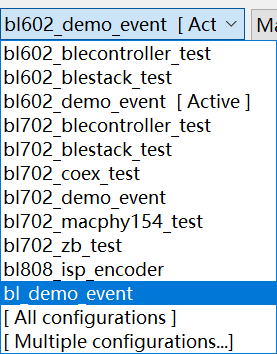 bl602_demo_event  [ Act
Ma
bl602_blecontroller_test
bl602_blestack_test
bl602_demo_event  [ Active ]
bl702_blecontroller_test
bl702_blestack_test
bl702_coex_test
bl702_demo_event
bl702_macphy154_test
bl702_zb_test
bl808_isp_encoder
bl_demo_event
[ All configurations ]
[ Multiple configurations...]